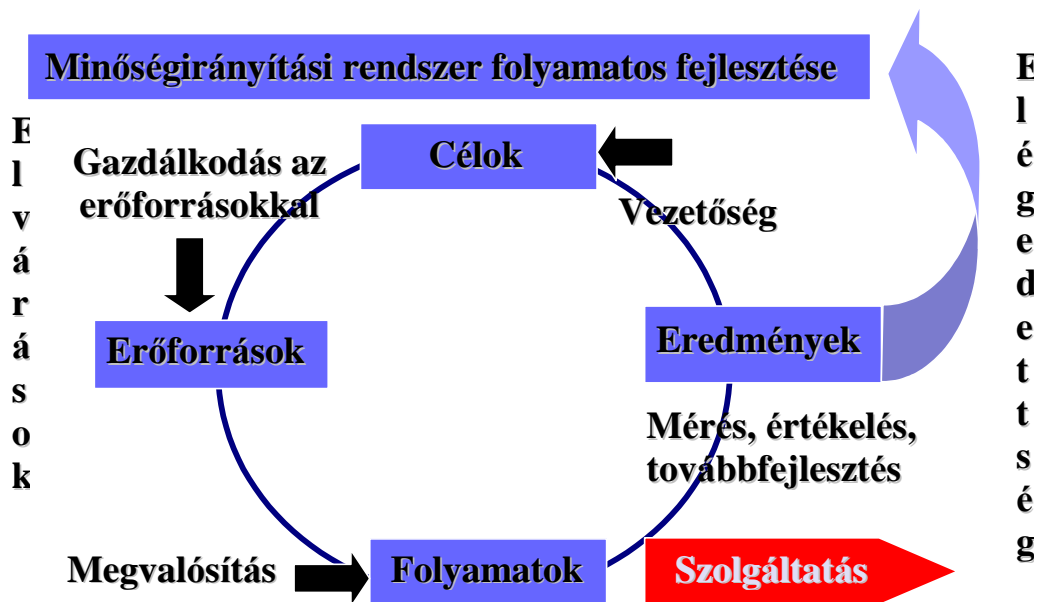 Minőségirányítási rendszer folyamatos fejlesztése
Elvárások
Gazdálkodás az
erőforrásokkal
Célok
Vezetőség
Erőforrások
Eredmények
Mérés, értékelés,
továbbfejlesztés
Megvalósítás
Folyamatok
Szolgáltatás
Elégedettség